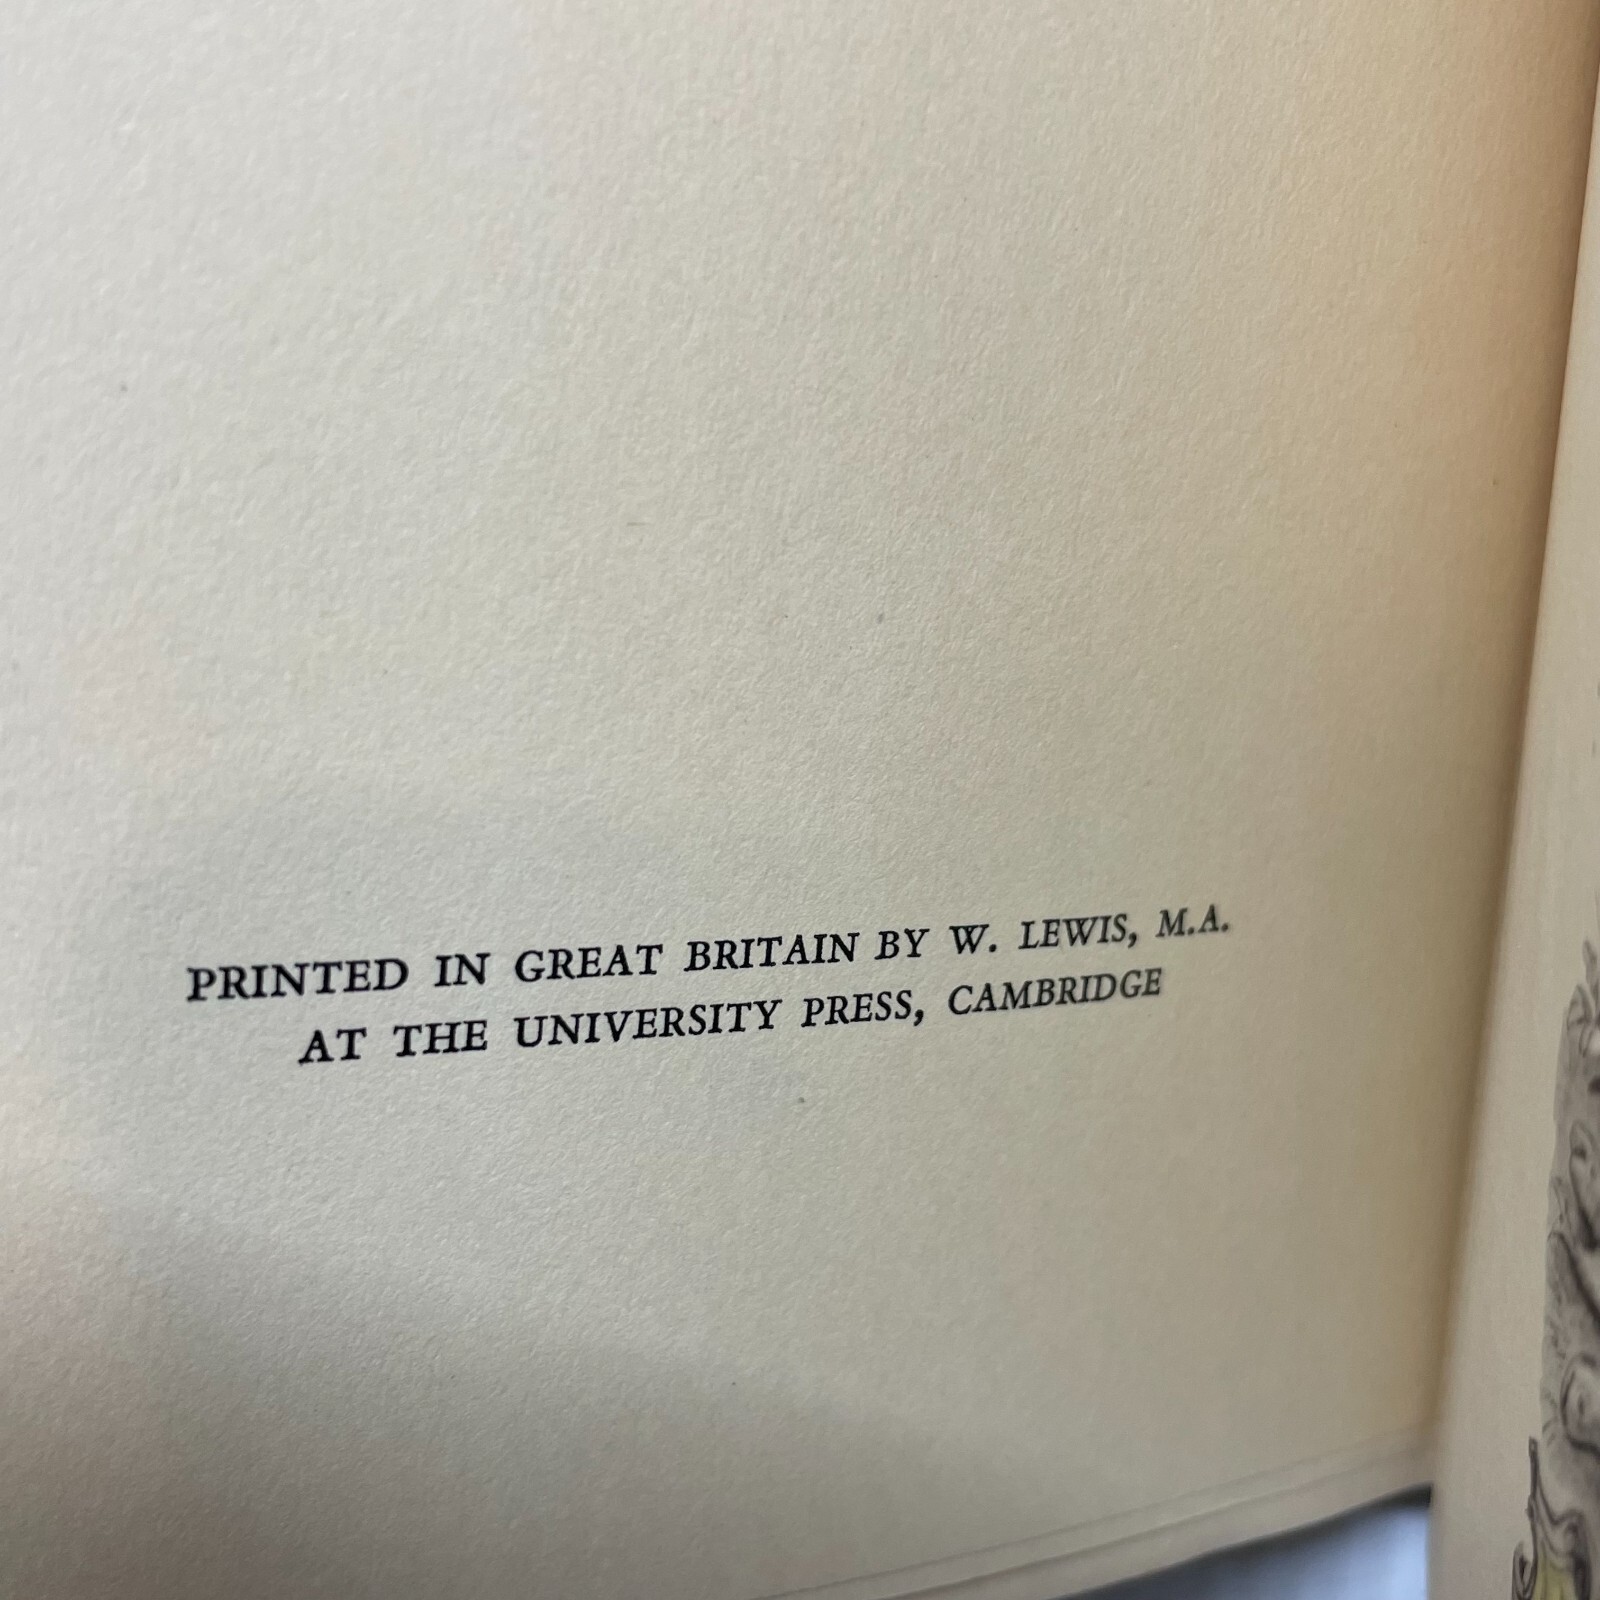 PRINTED IN GREAT BRITAIN BY W. LEWIS, M.A.
AT THE UNIVERSITY PRESS, CAMBRIDGE